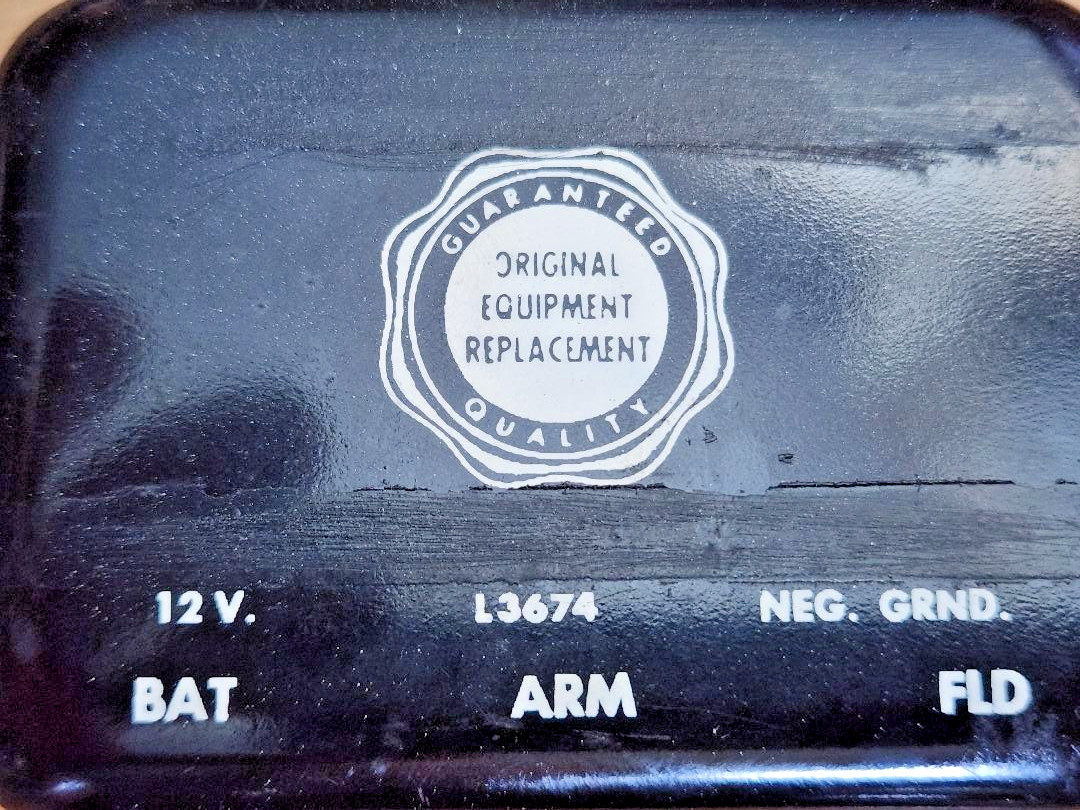 GUARANTEED
ORIGINAL
EQUIPMENT
REPLACEMENT
QUALITY
12 V. L3674 NEG. GRND.
BAT ARM FLD